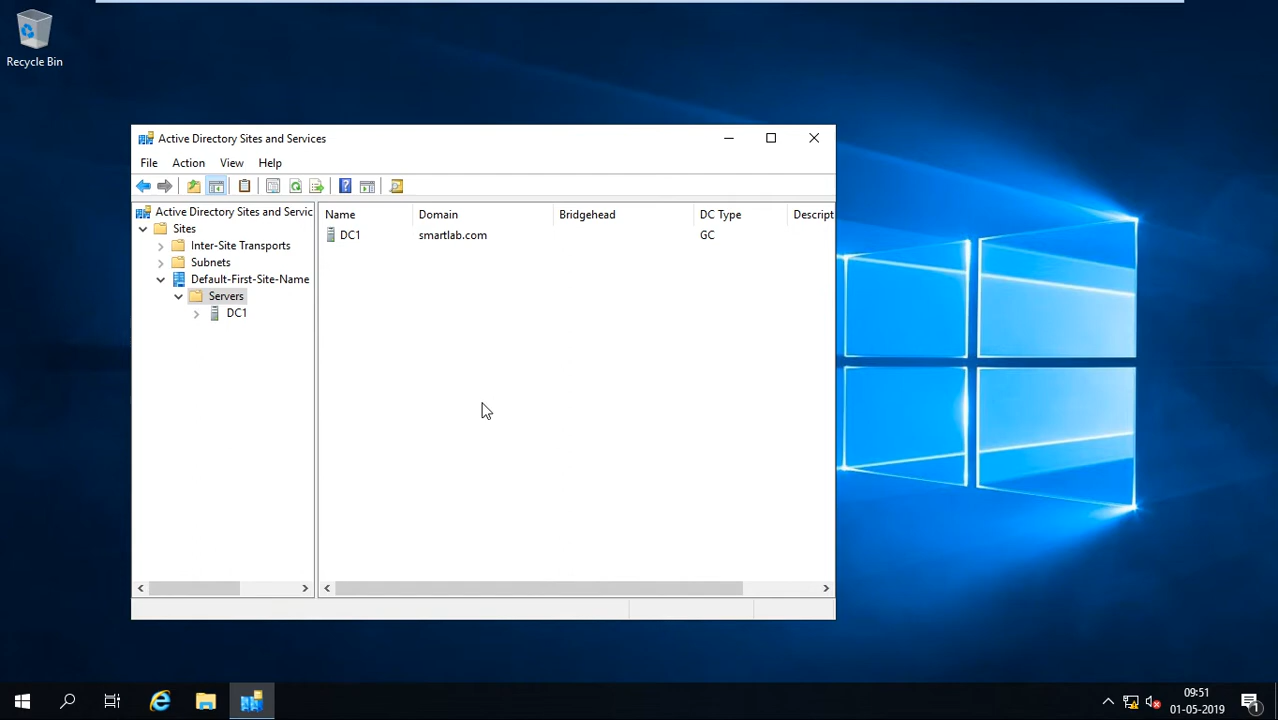 Recycle Bin
Active Directory Sites and Services
File Action View Help
Active Directory Sites and Servic
Sites
Inter-Site Transports
Subnets
Default-First-Site-Name
Servers
DC1
Name Domain Bridgehead DC Type Descript
DC1 smartlab.com GC
09:51
01-05-2019
1